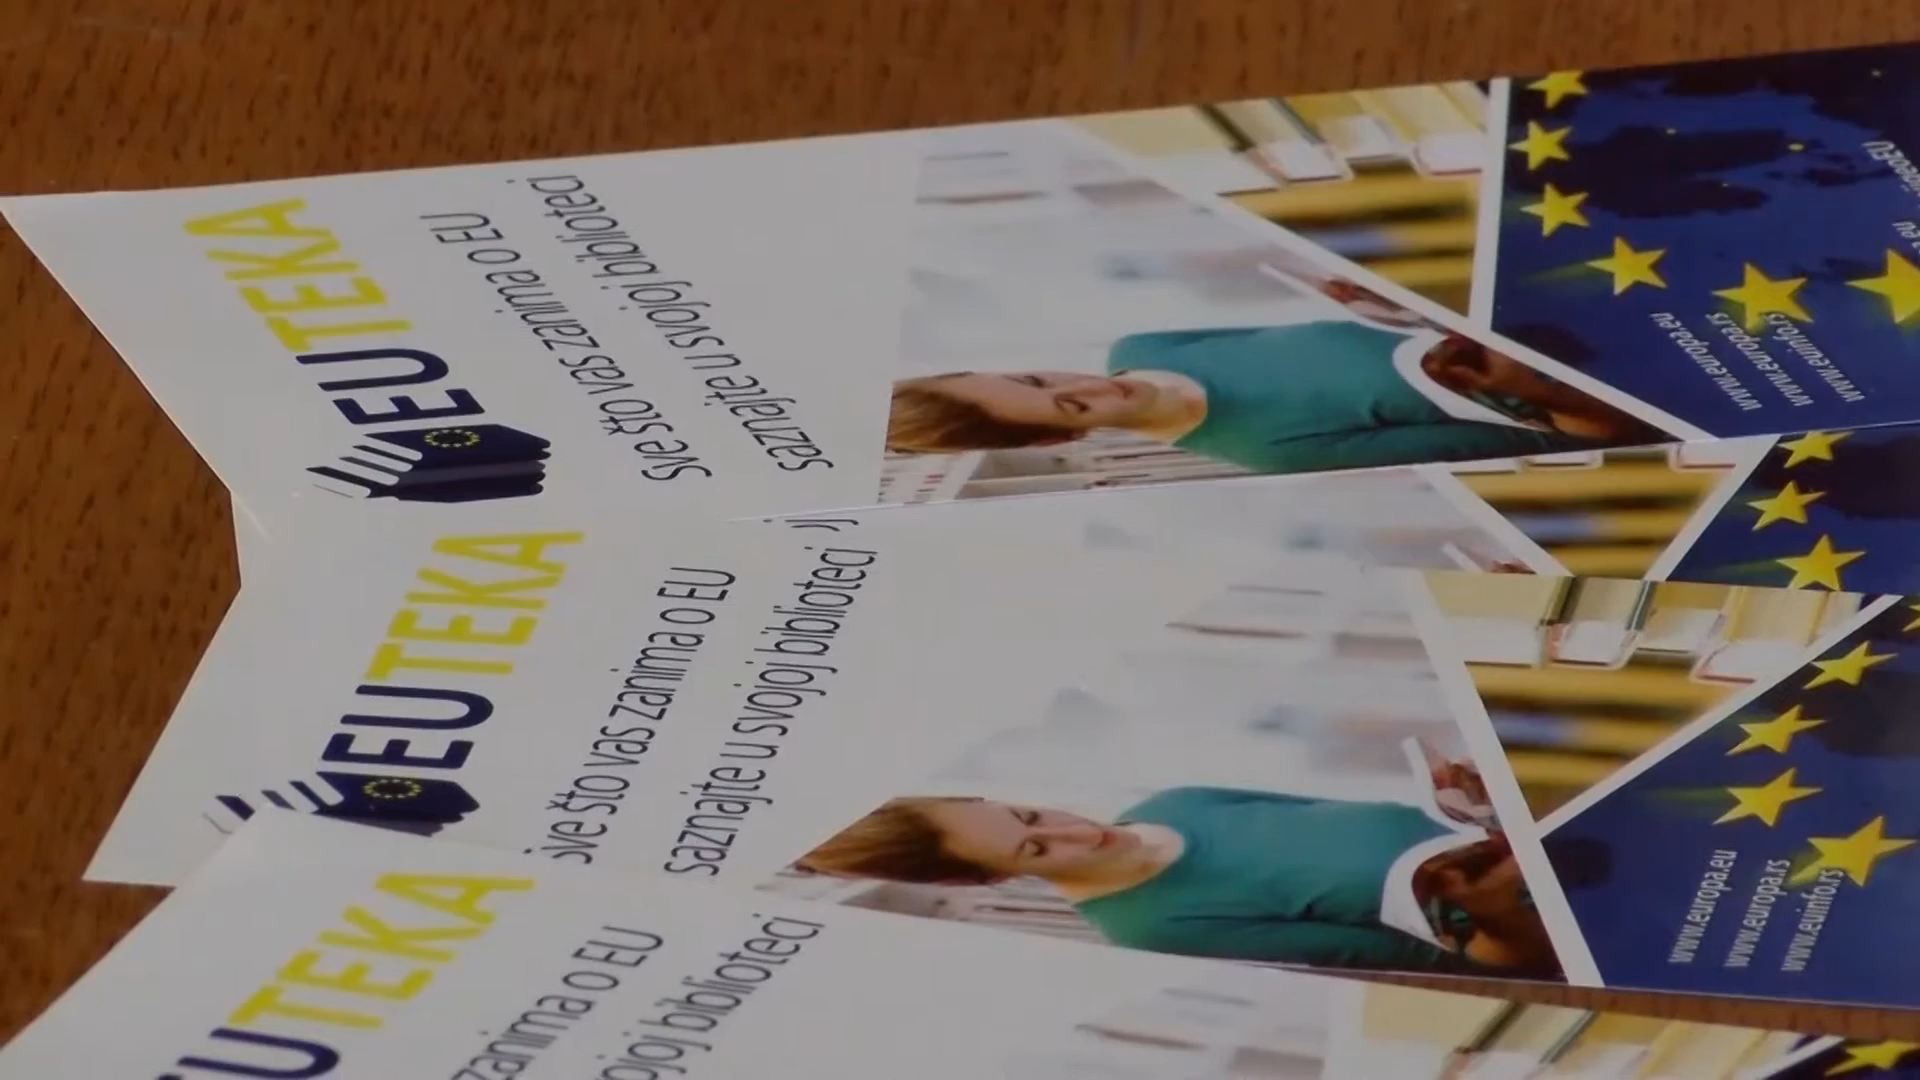 EUTEKA
sve što vas zanima o EU
saznajte u svojoj biblioteci
www.europa.eu
www.europa.rs
www.euinfo.rs
EUTEKA
sve što vas zanima o EU
saznajte u svojoj biblioteci
www.europa.eu
www.europa.rs
www.euinfo.rs
EUTEKA
zanima o EU
biblioteci